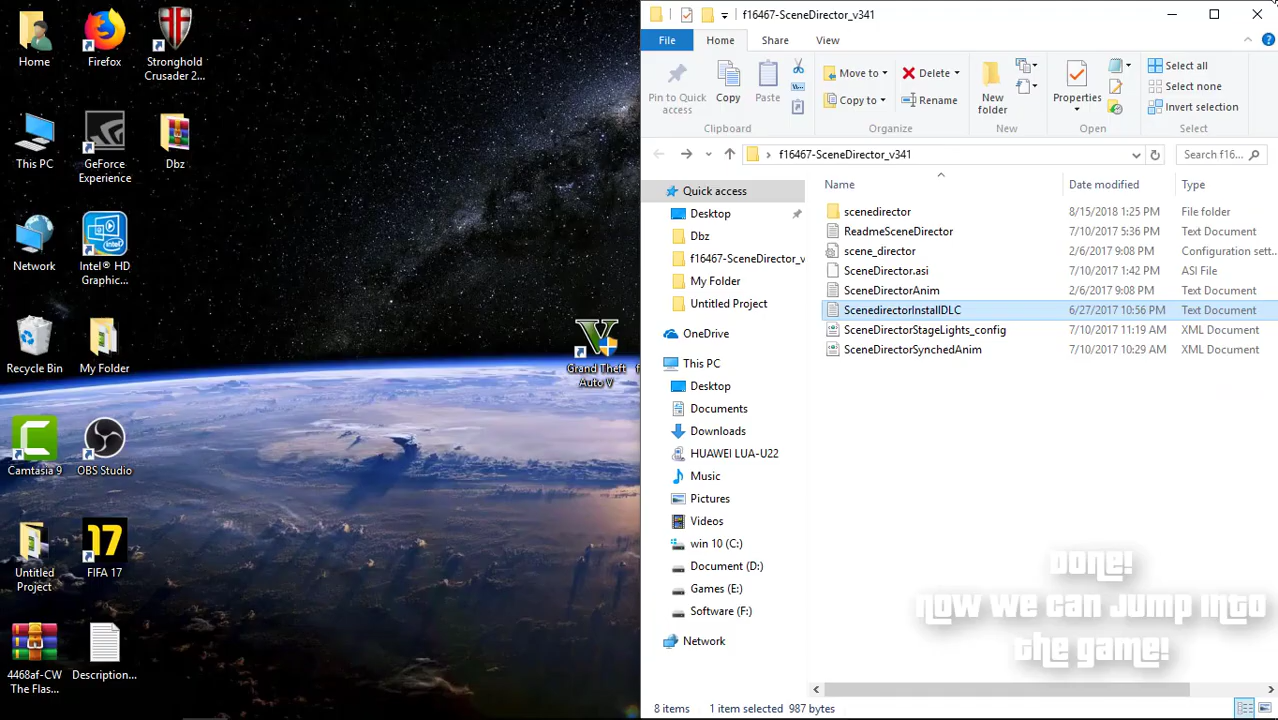 Home
Firefox
Stronghold
Crusader 2...
This PC
GeForce
Experience
Dbz
Network
Intel® HD
Graphic...
Recycle Bin
My Folder
Grand Theft
Auto V
Camtasia 9
OBS Studio
Untitled
Project
17
FIFA 17
4468af-CW
The Flas...
Description...
f16467-SceneDirector_v341
File
Home
Share
View
Pin to Quick
access
Copy
Paste
Clipboard
Move to
Copy to
Delete
Rename
Organize
New
folder
New
Properties
Open
Select all
Select none
Invert selection
Select
f16467-SceneDirector_v341
Search f16...
Quick access
Desktop
Dbz
f16467-SceneDirector_v
My Folder
Untitled Project
OneDrive
This PC
Desktop
Documents
Downloads
HUAWEI LUA-U22
Music
Pictures
Videos
win 10 (C:)
Document (D:)
Games (E:)
Software (F:)
Network
Name Date modified Type
scenedirector 8/15/2018 1:25 PM File folder
ReadmeSceneDirector 7/10/2017 5:36 PM Text Document
scene_director 2/6/2017 9:08 PM Configuration sett...
SceneDirector.asi 7/10/2017 1:42 PM ASI File
SceneDirectorAnim 2/6/2017 9:08 PM Text Document
ScenedirectorInstallDLC 6/27/2017 10:56 PM Text Document
SceneDirectorStageLights_config 7/10/2017 11:19 AM XML Document
SceneDirectorSynchedAnim 7/10/2017 10:29 AM XML Document
DONE!
NOW WE CAN JUMP TO
THE GAME!
8 items 1 item selected 987 bytes